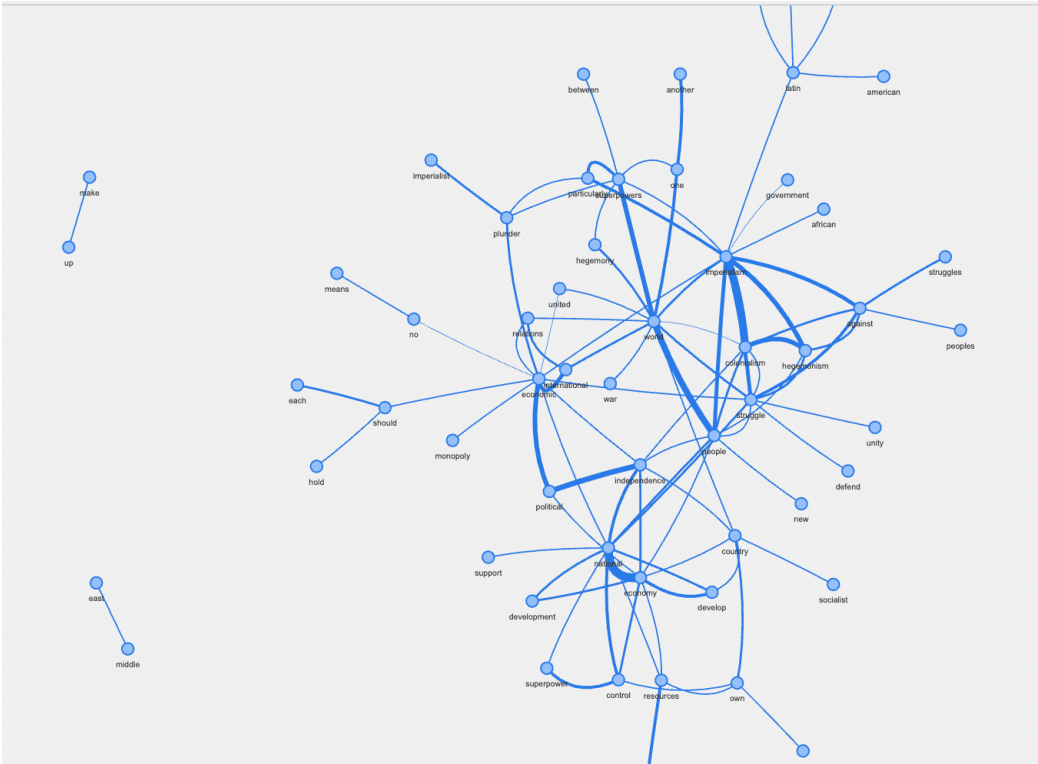 latin
american
between
another
imperialist
make
particularly
superpowers
one
government
african
plunder
up
hegemony
imperialism
struggles
means
united
no
relations
world
against
peoples
colonialism
hegemonism
international
economic
war
each
should
struggle
monopoly
people
unity
hold
independence
defend
political
new
national
country
support
economy
develop
socialist
development
east
middle
superpower
control
resources
own